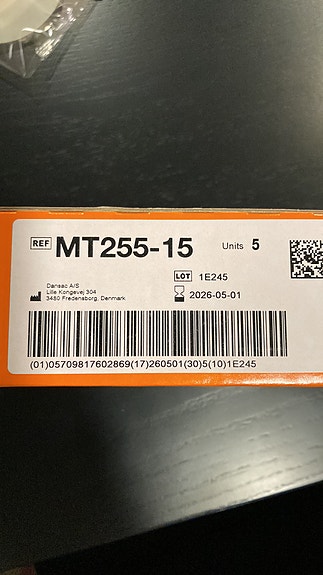 REF MT255-15 Units 5
LOT 1E245
2026-05-01
Dansac A/S
Lille Kongevej 304
3480 Fredensborg, Denmark
(01)05709817602869(17)260501(30)5(10)1E245